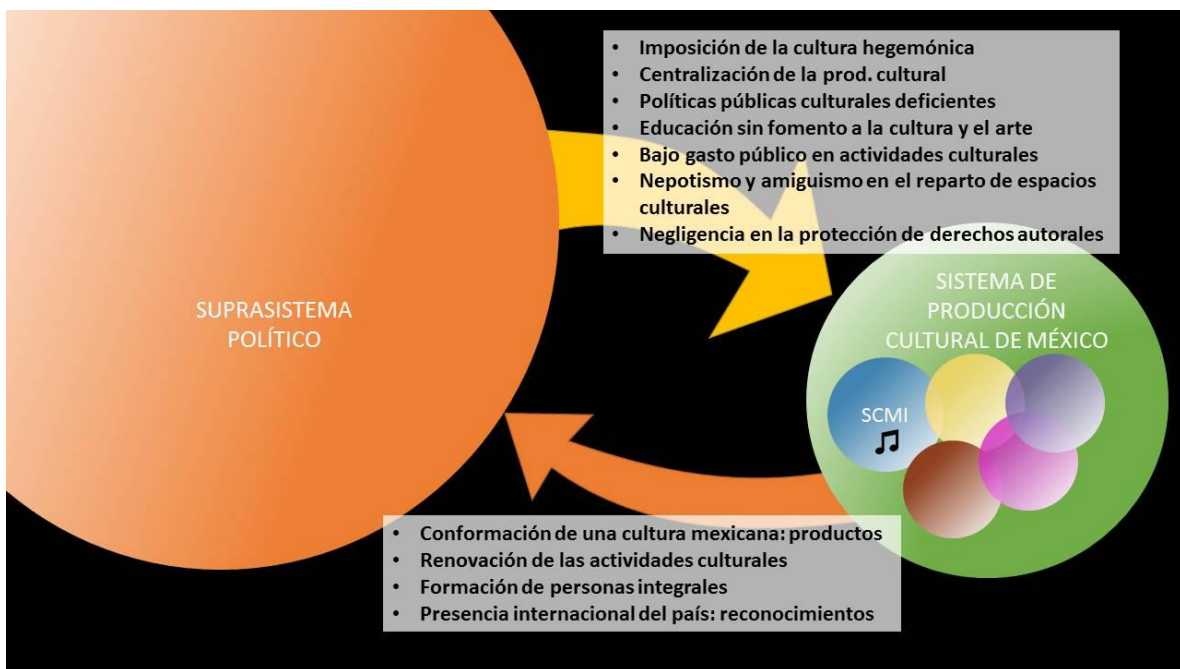 • Imposición de la cultura hegemónica
• Centralización de la prod. cultural
• Políticas públicas culturales deficientes
• Educación sin fomento a la cultura y el arte
• Bajo gasto público en actividades culturales
• Nepotismo y amiguismo en el reparto de espacios
culturales
• Negligencia en la protección de derechos autorales
SUPRASISTEMA
POLÍTICO
SISTEMA DE
PRODUCCIÓN
CULTURAL DE MÉXICO
SCMI
• Conformación de una cultura mexicana: productos
• Renovación de las actividades culturales
• Formación de personas integrales
• Presencia internacional del país: reconocimientos